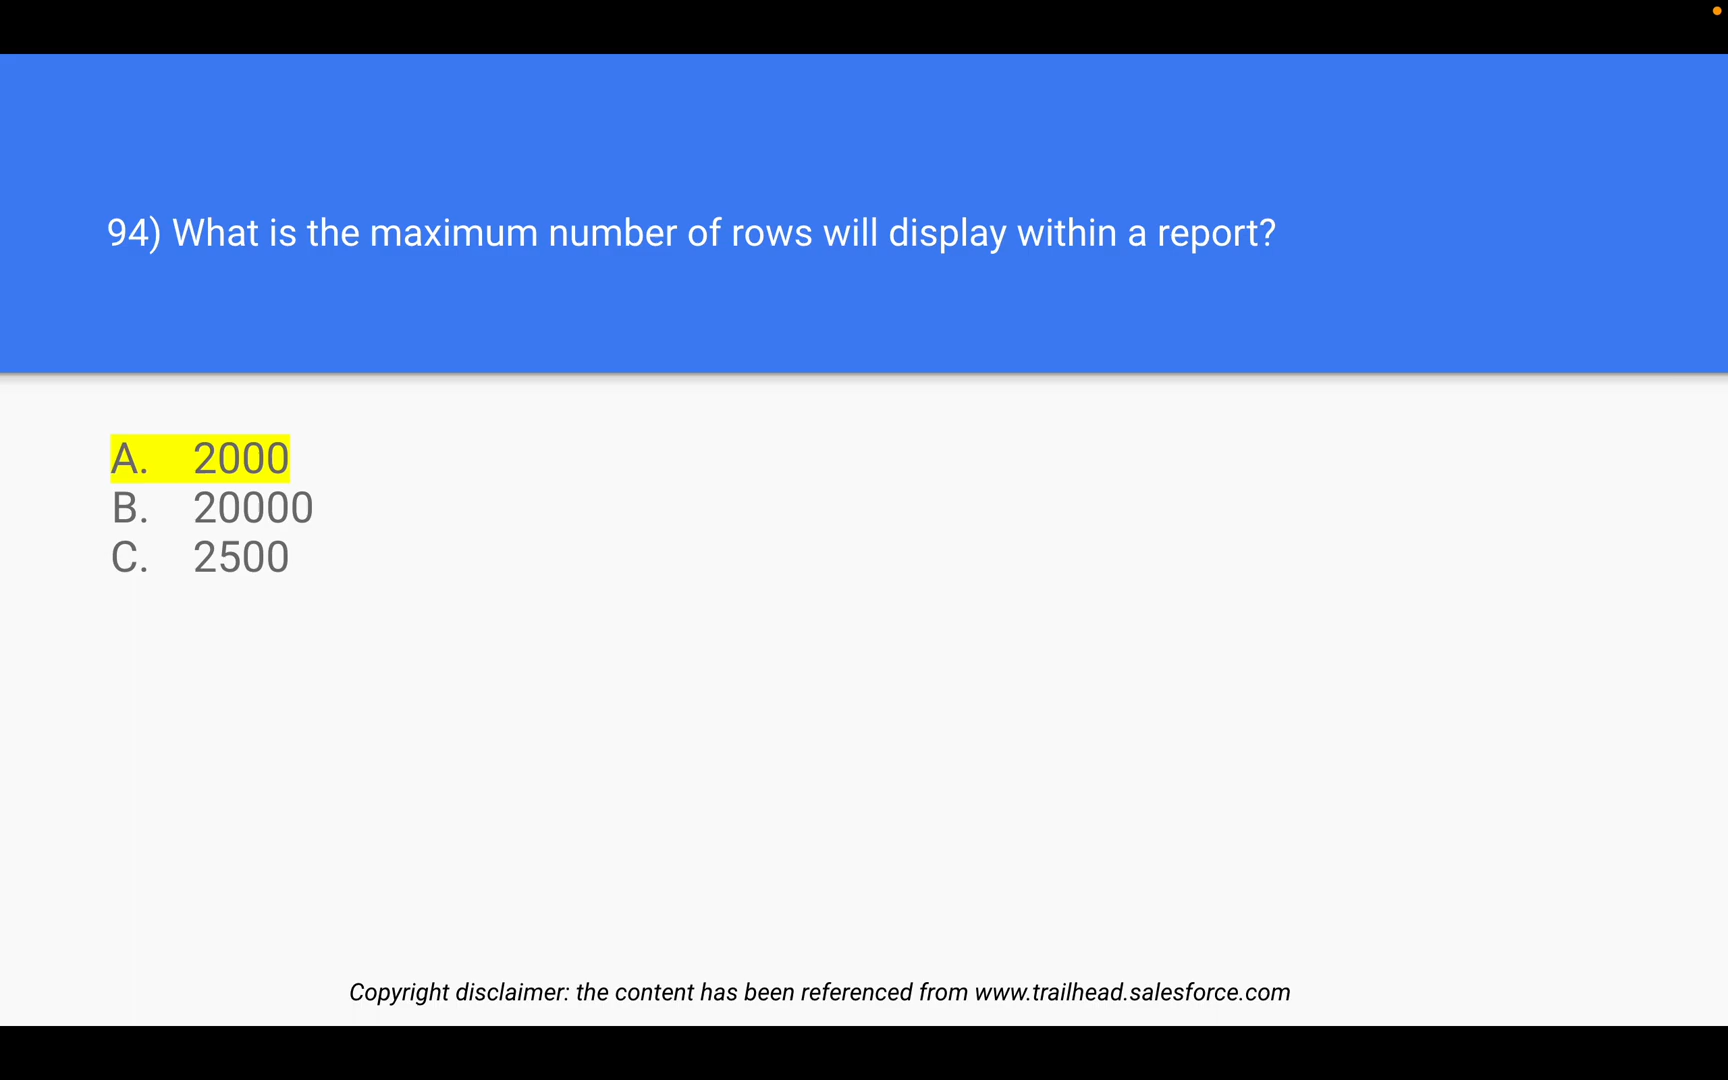 94) What is the maximum number of rows will display within a report?
A. 2000
B. 20000
C. 2500
Copyright disclaimer: the content has been referenced from www.trailhead.salesforce.com